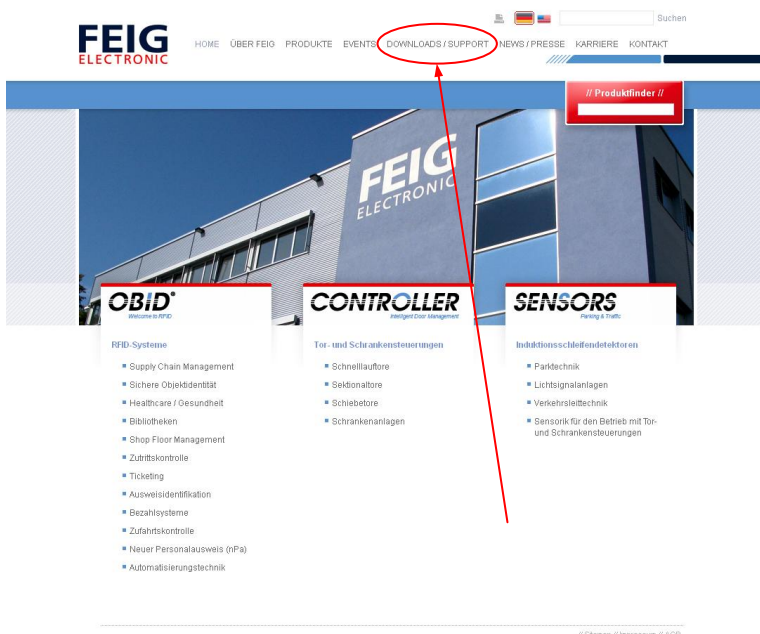 Suchen
FEIG
ELECTRONIC
HOME ÜBER FEIG PRODUKTE EVENTS DOWNLOADS / SUPPORT NEWS / PRESSE KARRIERE KONTAKT
// Produktfinder //
FEIG
ELECTRONIC
OBID®
Welcome to RFID
RFID-Systeme
Supply Chain Management
Sichere Objektidentität
Healthcare / Gesundheit
Bibliotheken
Shop Floor Management
Zutrittskontrolle
Ticketing
Ausweisidentifikation
Bezahlsysteme
Zufahrtskontrolle
Neuer Personalausweis (nPa)
Automatisierungstechnik
CONTROLLER
Intelligent Door Management
Tor- und Schrankensteuerungen
Schnelllauftore
Sektionaltore
Schiebetore
Schrankenanlagen
SENSORS
Parking & Traffic
Induktionsschleifendetektoren
Parktechnik
Lichtsignalanlagen
Verkehrsleittechnik
Sensorik für den Betrieb mit Tor-
und Schrankensteuerungen